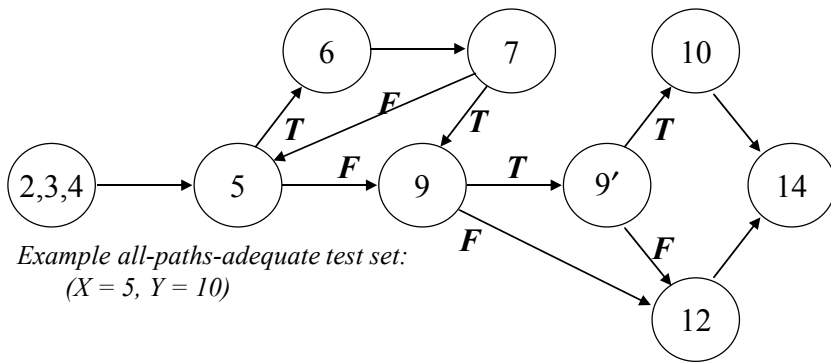 6 7 10
F
T T T
2,3,4 5 F 9 T 9′ 14
F F
Example all-paths-adequate test set:
(X = 5, Y = 10)
12